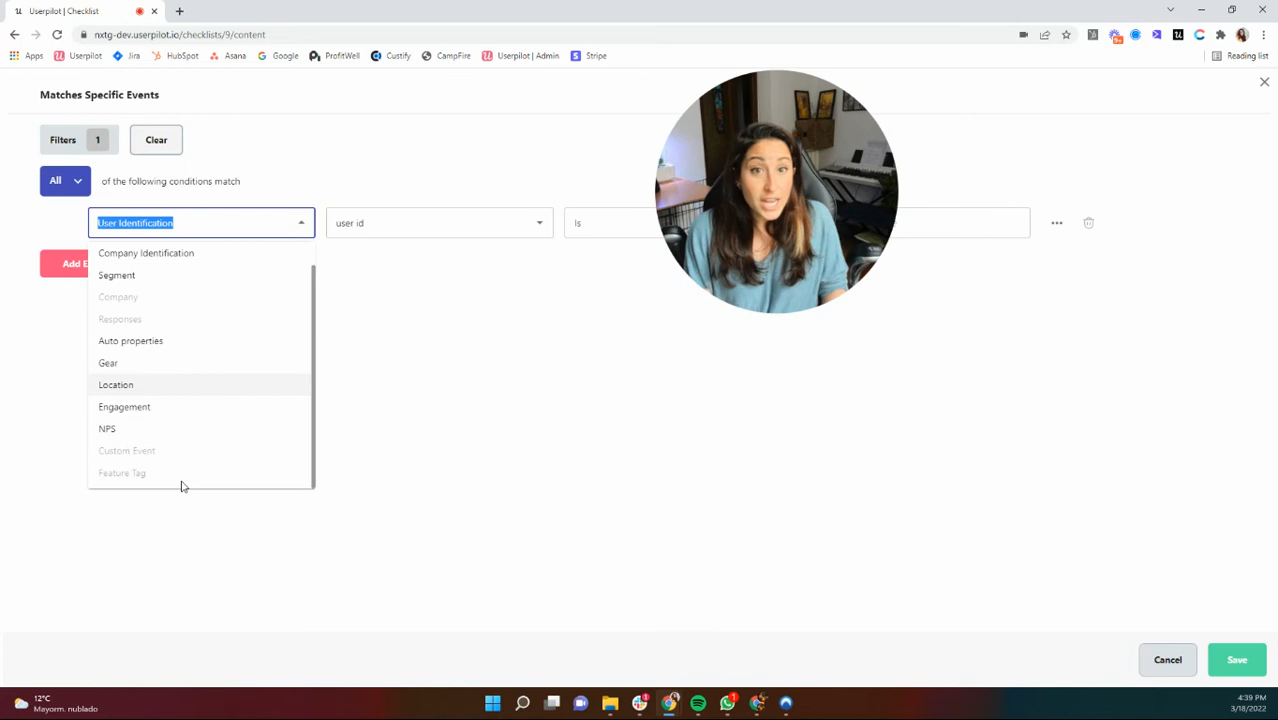 Userpilot | Checklist
nxtg-dev.userpilot.io/checklists/9/content
Apps Userpilot Jira HubSpot Asana Google ProfitWell Custify CampFire Userpilot | Admin Stripe Reading list
Matches Specific Events
Filters 1 Clear
All of the following conditions match
User Identification user id Is
Company Identification
Add E
Segment
Company
Responses
Auto properties
Gear
Location
Engagement
NPS
Custom Event
Feature Tag
Cancel Save
12°C
Mayorm. nublado
4:39 PM
3/18/2022